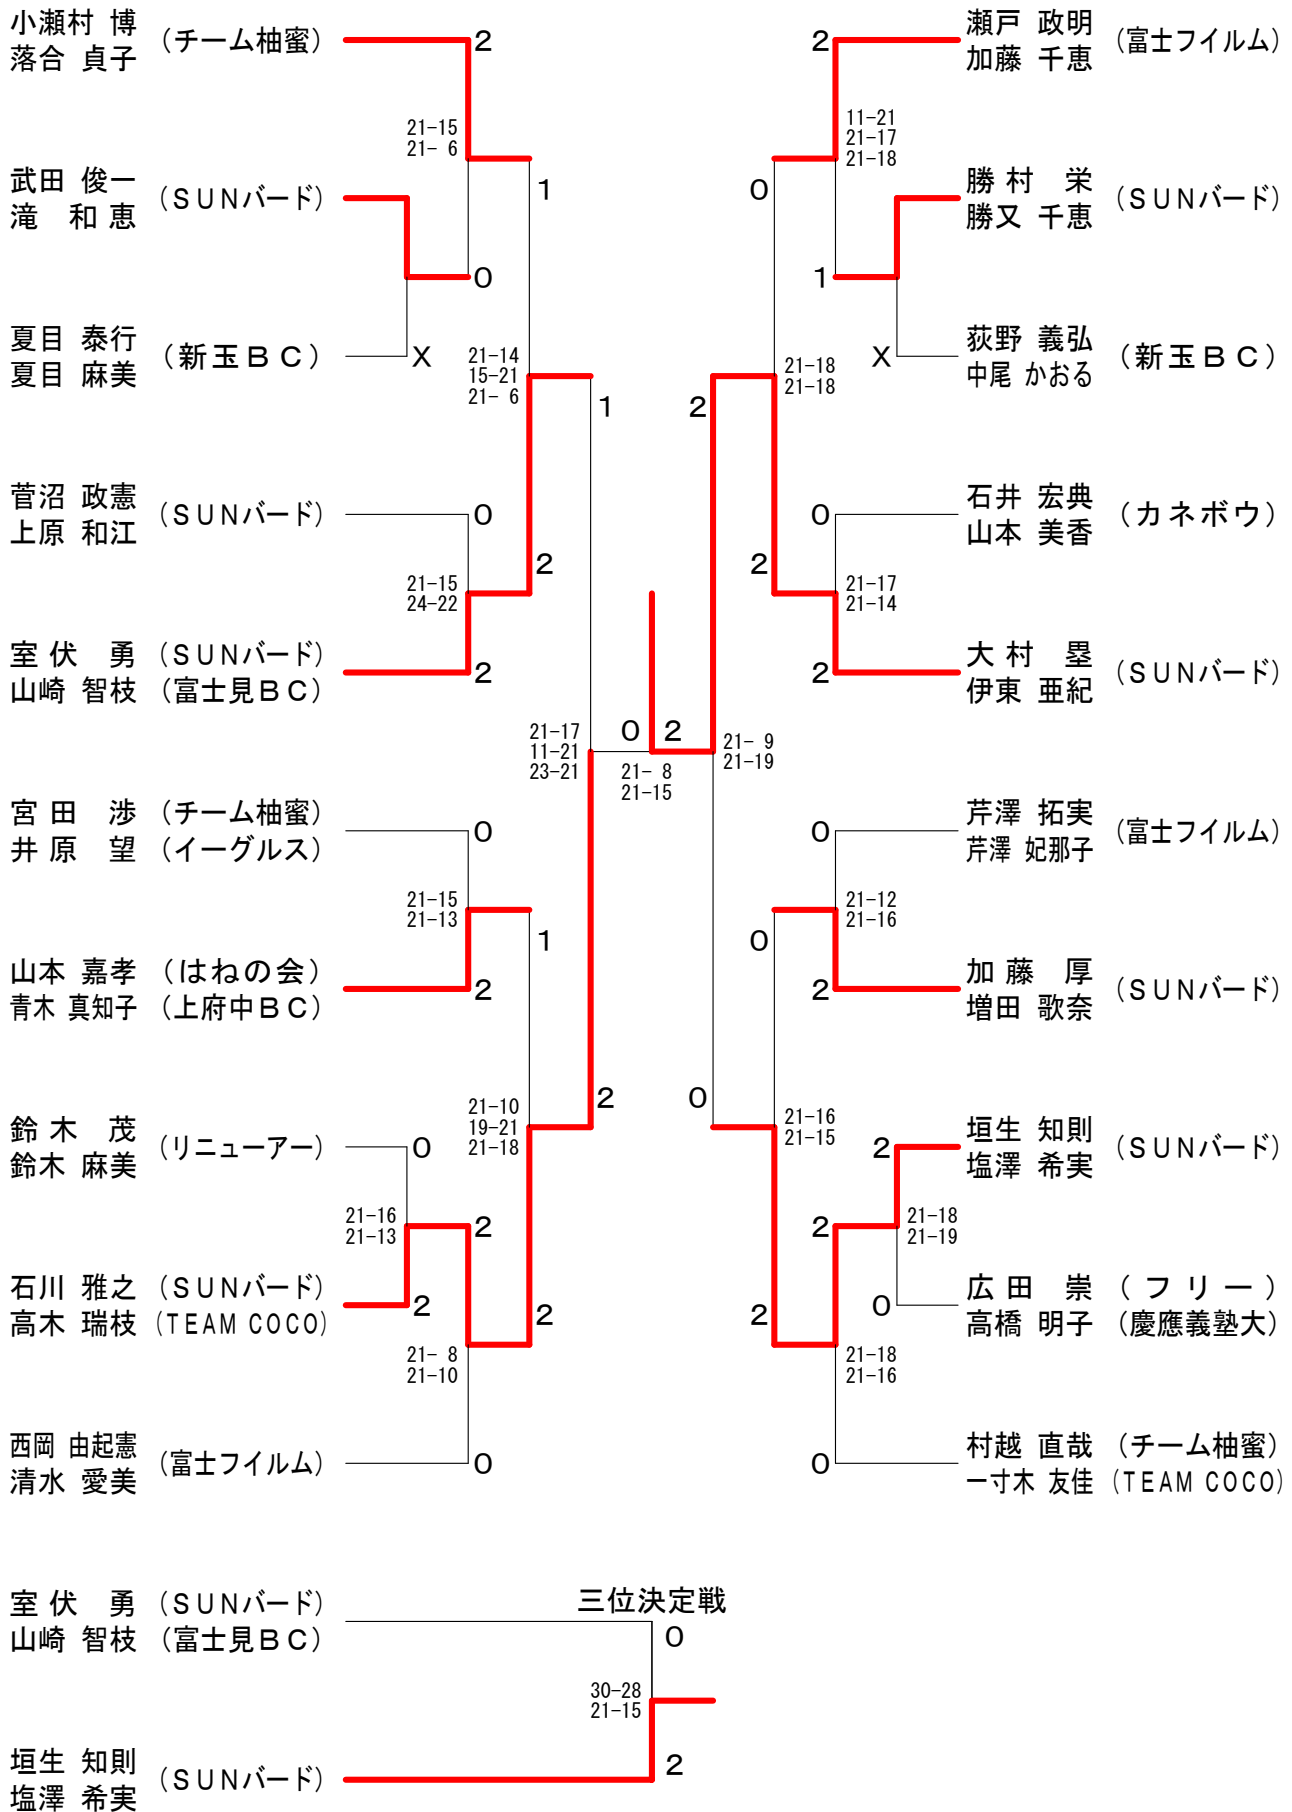 小瀬村 博 (チーム柚蜜)
落合 貞子
2
21-15
21- 6
武田 俊一 (SUNバード)
滝 和恵
0
1
夏目 泰行 (新玉BC)
夏目 麻美
X
21-14
15-21
21- 6
1
菅沼 政憲 (SUNバード)
上原 和江
0
21-15
24-22
2
室伏 勇 (SUNバード)
山崎 智枝 (富士見BC)
2
21-17
11-21
23-21
宮田 渉 (チーム柚蜜)
井原 望 (イーグルス)
0
21-15
21-13
1
山本 嘉孝 (はねの会)
青木 真知子 (上府中BC)
2
21-10
19-21
21-18
2
鈴木 茂 (リニューアー)
鈴木 麻美
0
21-16
21-13
2
石川 雅之 (SUNバード)
高木 瑞枝 (TEAM COCO)
2
21- 8
21-10
2
西岡 由起憲 (富士フイルム)
清水 愛美
0
0 2
21- 8
21-15
2 瀬戸 政明 (富士フイルム)
加藤 千恵
11-21
21-17
21-18
0
勝村 栄 (SUNバード)
勝又 千恵
1
X 荻野 義弘 (新玉BC)
中尾 かおる
21-18
21-18
2
0 石井 宏典 (カネボウ)
山本 美香
2
21-17
21-14
2 大村 塁 (SUNバード)
伊東 亜紀
21- 9
21-19
0 芹澤 拓実 (富士フイルム)
芹澤 妃那子
21-12
21-16
0
2 加藤 厚 (SUNバード)
増田 歌奈
0
21-16
21-15
2 垣生 知則 (SUNバード)
塩澤 希実
2
21-18
21-19
0 広田 崇 (フリー)
高橋 明子 (慶應義塾大)
2
21-18
21-16
0 村越 直哉 (チーム柚蜜)
一寸木 友佳 (TEAM COCO)
三位決定戦
室伏 勇 (SUNバード)
山崎 智枝 (富士見BC)
0
30-28
21-15
垣生 知則 (SUNバード)
塩澤 希実
2